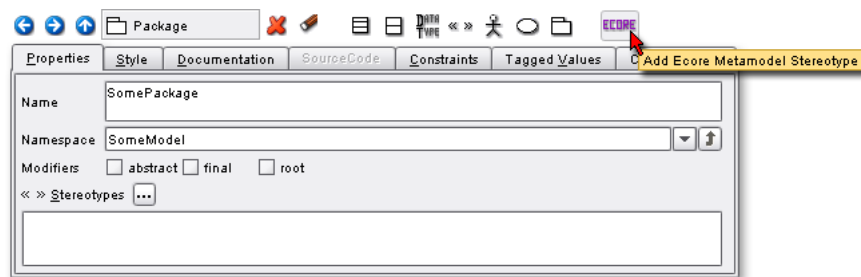 Package DATA TYPE « » ECORE
Properties Style Documentation SourceCode Constraints Tagged Values C
Add Ecore Metamodel Stereotype
Name SomePackage
Namespace SomeModel
Modifiers abstract final root
« » Stereotypes ...